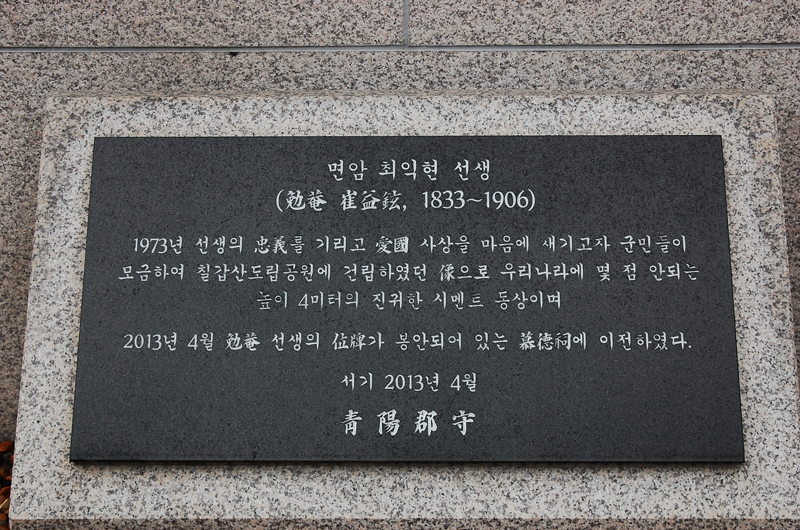 면암 최익현 선생
(勉菴 崔益鉉, 1833~1906)
1973년 선생의 忠義를 기리고 愛國 사상을 마음에 새기고자 군민들이
모금하여 칠갑산도립공원에 건립하였던 像으로 우리나라에 몇 점 안되는
높이 4미터의 진귀한 시멘트 동상이며
2013년 4월 勉菴 선생의 位牌가 봉안되어 있는 慕德祠에 이전하였다.
서기 2013년 4월
靑陽郡守